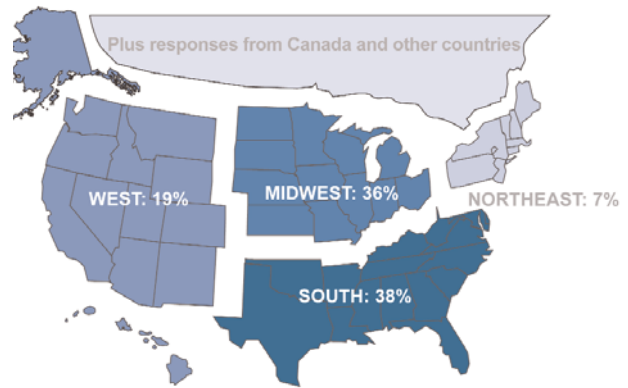 Plus responses from Canada and other countries
WEST: 19%
MIDWEST: 36%
NORTHEAST: 7%
SOUTH: 38%